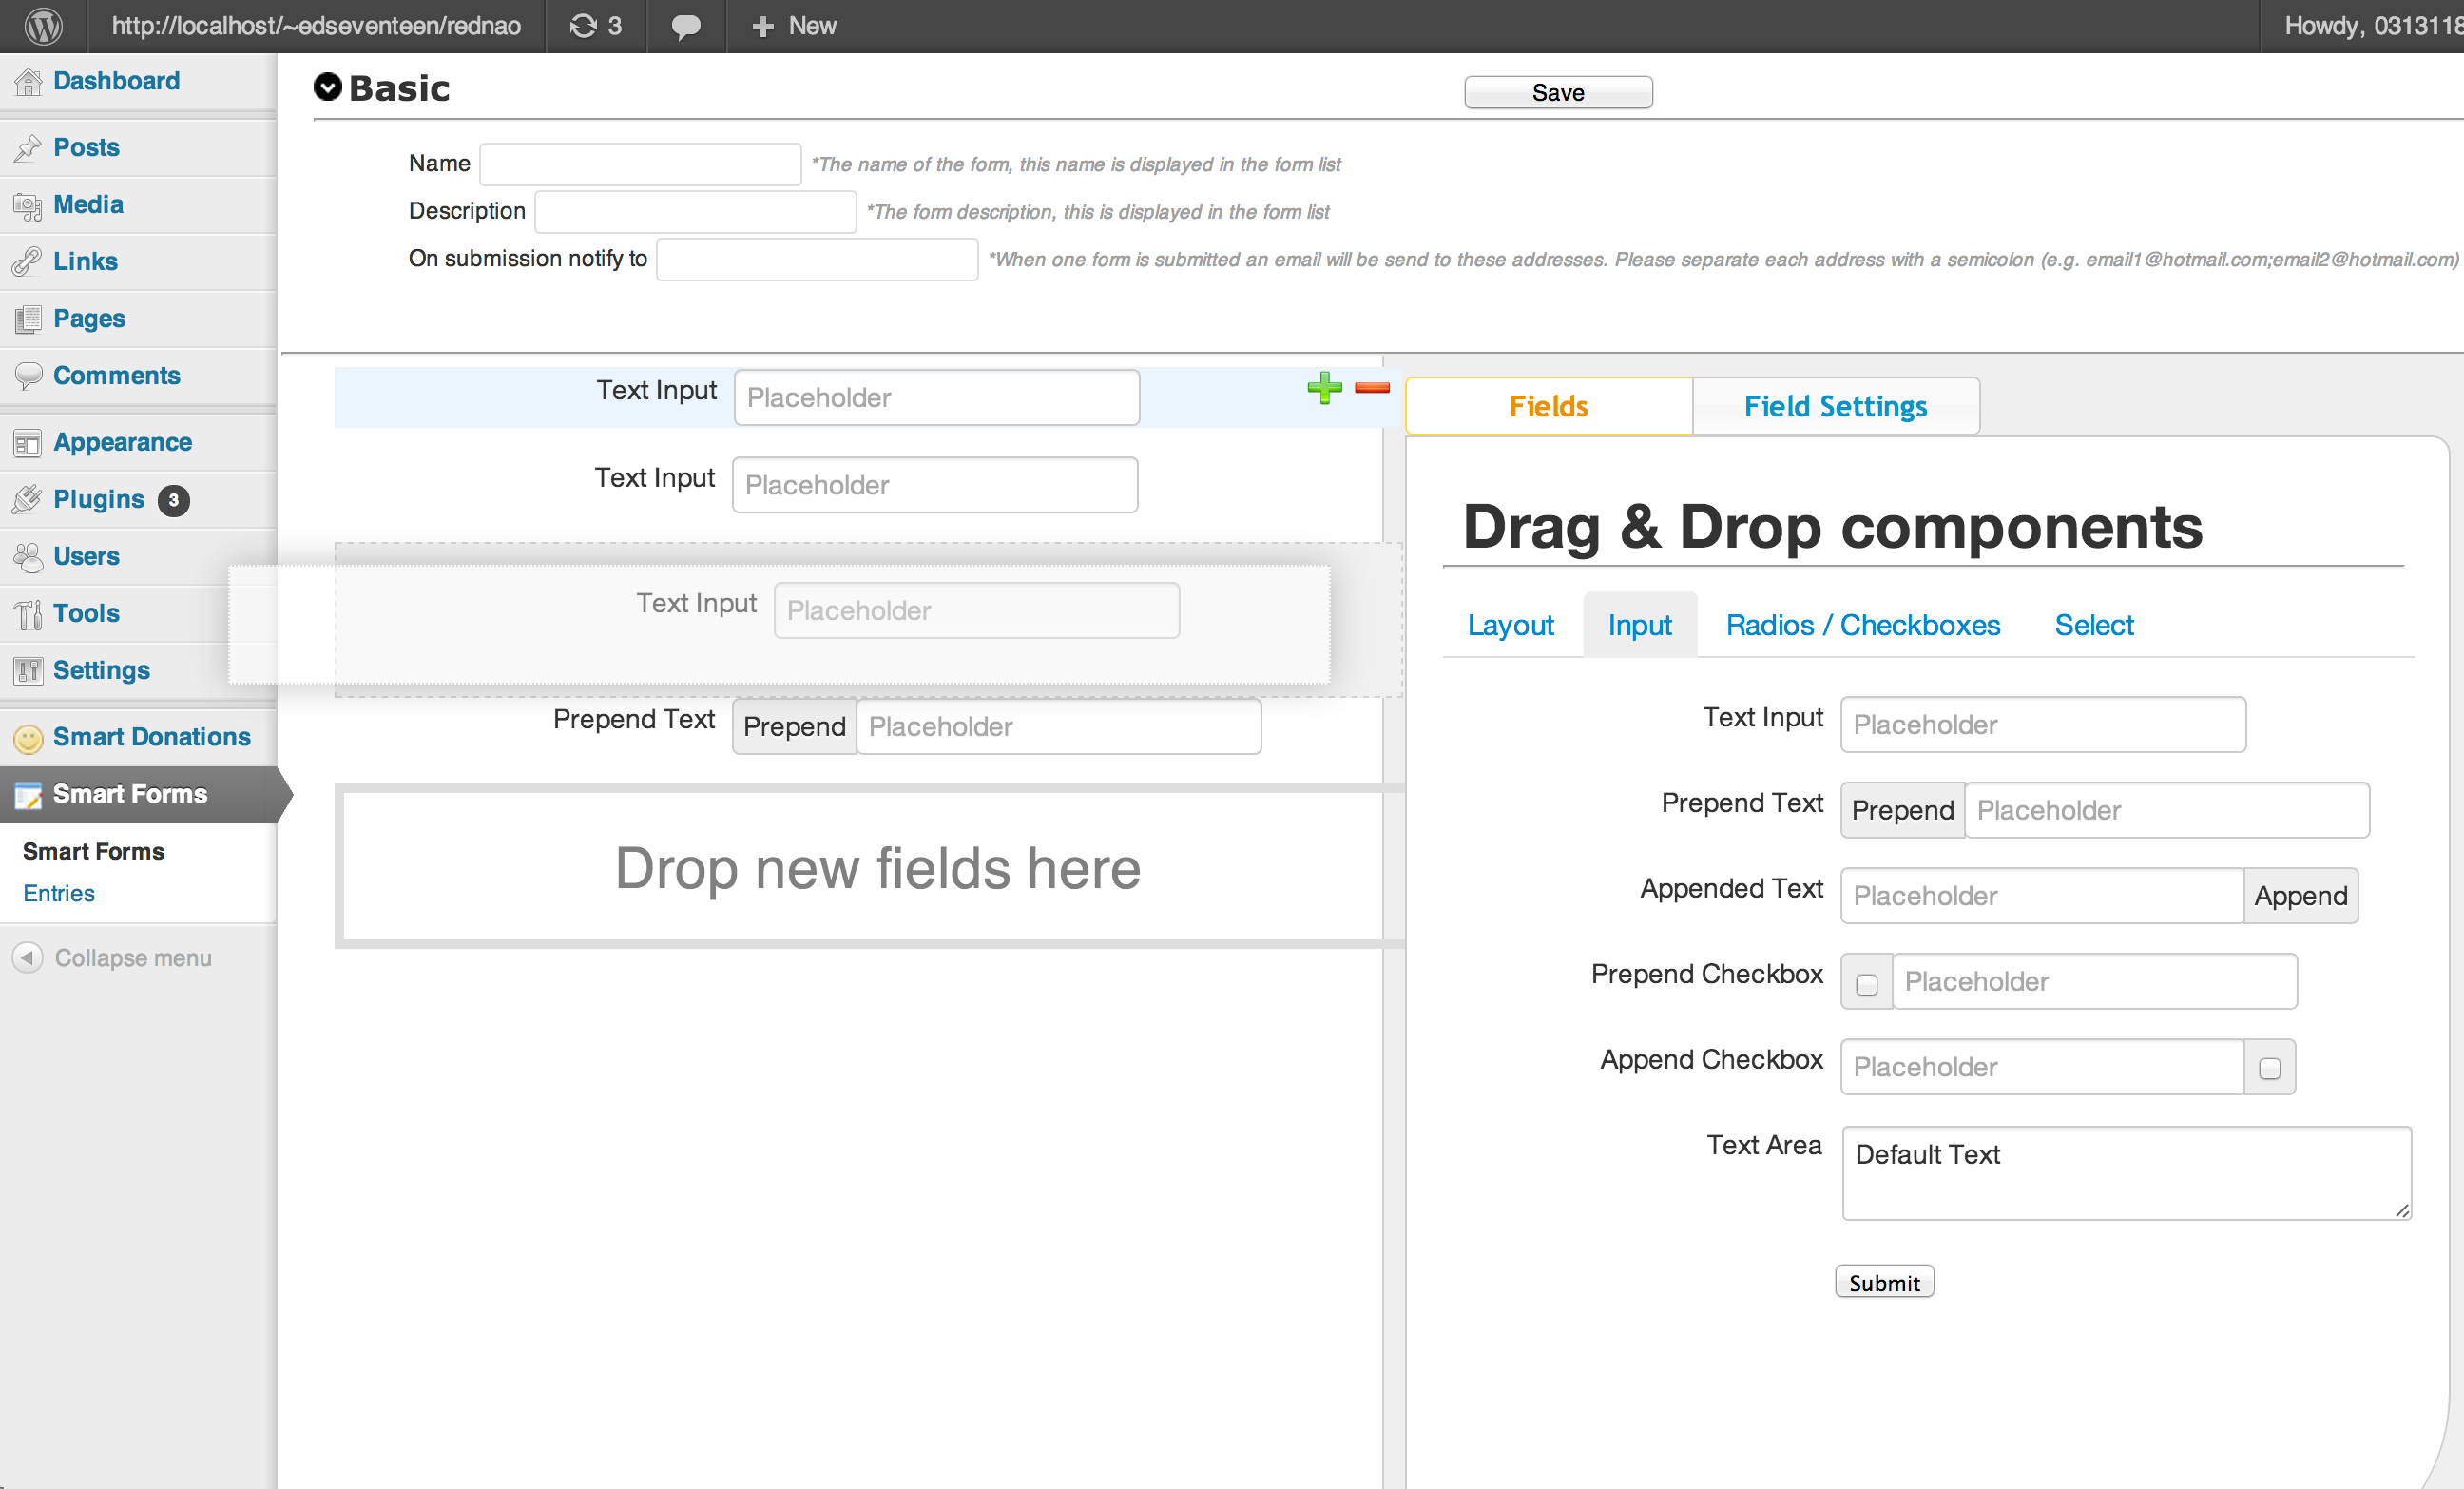 http://localhost/~edseventeen/rednao 3 New Howdy, 0313118
Dashboard
Posts
Media
Links
Pages
Comments
Appearance
Plugins 3
Users
Tools
Settings
Smart Donations
Smart Forms
Smart Forms
Entries
Collapse menu
Basic
Save
Name *The name of the form, this name is displayed in the form list
Description *The form description, this is displayed in the form list
On submission notify to *When one form is submitted an email will be send to these addresses. Please separate each address with a semicolon (e.g. email1@hotmail.com;email2@hotmail.com)
Text Input Placeholder
Text Input Placeholder
Text Input Placeholder
Prepend Text Prepend Placeholder
Drop new fields here
Fields Field Settings
Drag & Drop components
Layout Input Radios / Checkboxes Select
Text Input Placeholder
Prepend Text Prepend Placeholder
Appended Text Placeholder Append
Prepend Checkbox Placeholder
Append Checkbox Placeholder
Text Area Default Text
Submit